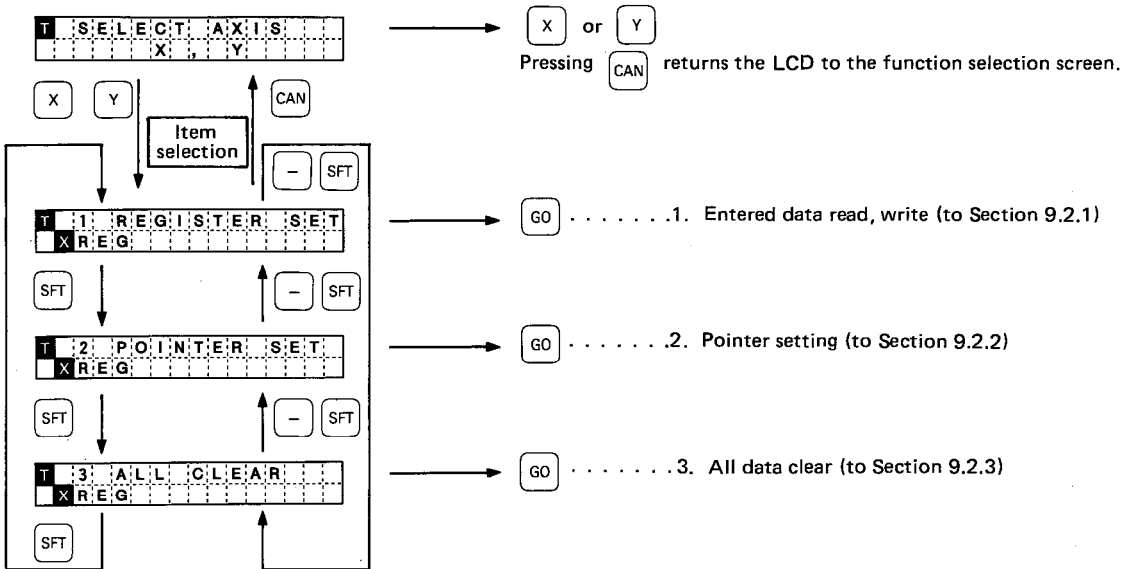 T SELECT AXIS
X , Y
X or Y
Pressing CAN returns the LCD to the function selection screen.
X Y CAN
Item
selection
- SFT
T 1 REGISTER SET
X REG
GO . . . . . . .1. Entered data read, write (to Section 9.2.1)
SFT - SFT
T 2 POINTER SET
X REG
GO . . . . . . .2. Pointer setting (to Section 9.2.2)
SFT - SFT
T 3 ALL CLEAR
X REG
GO . . . . . . .3. All data clear (to Section 9.2.3)
SFT